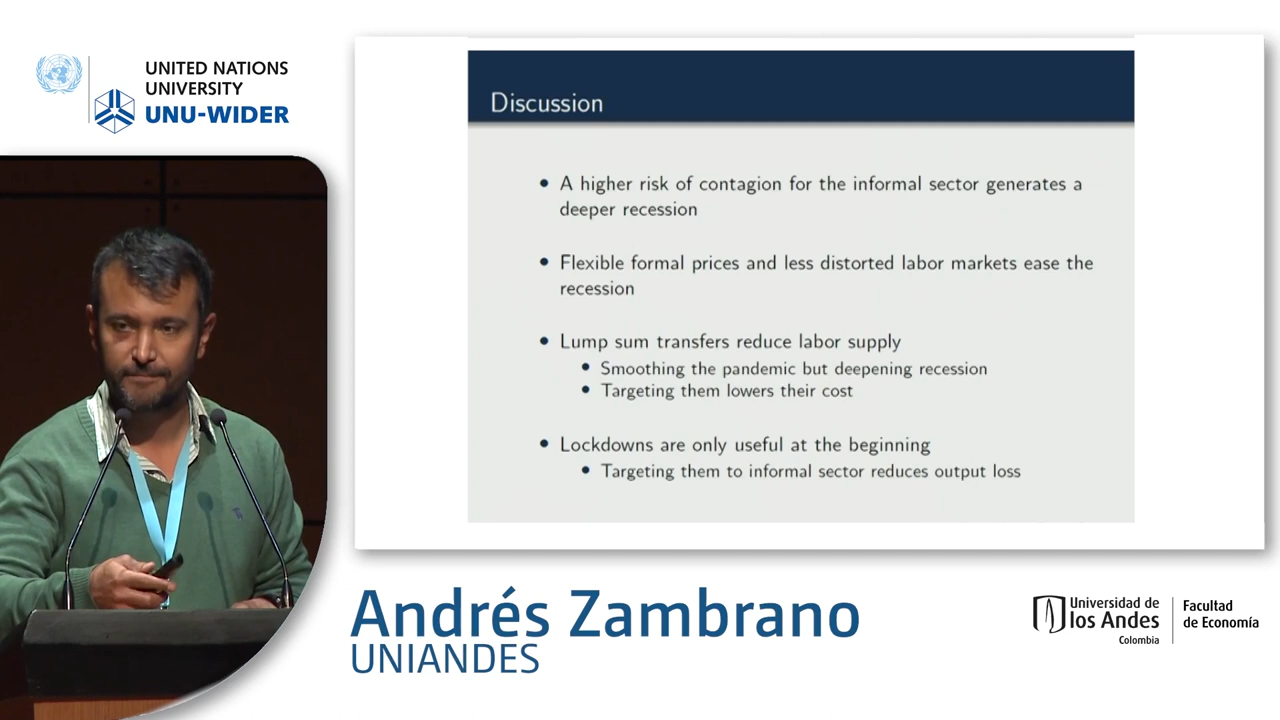 UNITED NATIONS
UNIVERSITY
UNU-WIDER
Discussion
• A higher risk of contagion for the informal sector generates a
deeper recession
• Flexible formal prices and less distorted labor markets ease the
recession
• Lump sum transfers reduce labor supply
• Smoothing the pandemic but deepening recession
• Targeting them lowers their cost
• Lockdowns are only useful at the beginning
• Targeting them to informal sector reduces output loss
Andrés Zambrano
UNIANDES
Universidad de
los Andes
Colombia
Facultad
de Economía